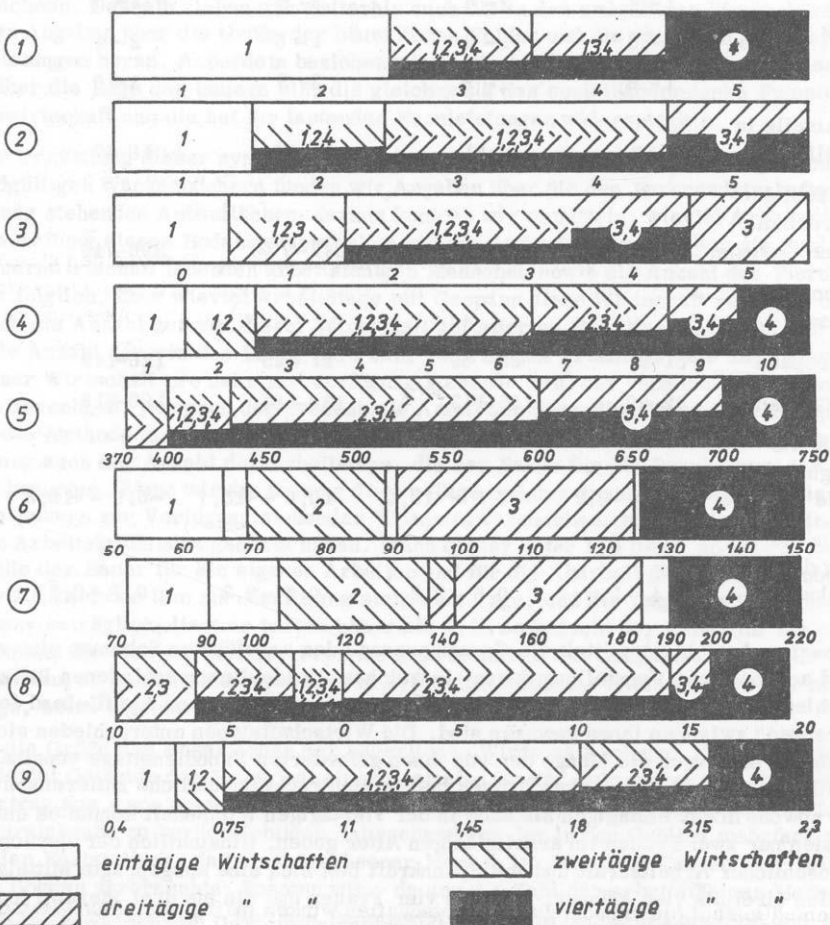 1 1 1,2,3,4 1,3,4 4
1 2 3 4 5
2 1 1,2,4 1,2,3,4 3,4
1 2 3 4 5
3 1 1,2,3 1,2,3,4 3,4 3
1 2 3 4 5
4 1 1,2 1,2,3,4 2,3,4 3,4 4
1 2 3 4 5 6 7 8 9 10
5 2 1,2,3,4 2,3,4 3,4 4
370 400 450 500 550 600 650 700 750
6 1 2 3 4
50 60 70 80 90 100 110 120 130 140 150
7 1 2 3 4
70 90 100 120 140 160 180 190 200 220
8 2,3 2,3,4 1,2,3,4 2,3,4 3,4 4
10 5 0 5 10 15 20
9 1 1,2 1,2,3,4 2,3,4 4
0,4 0,75 1,1 1,45 1,8 2,15 2,3
eintägige Wirtschaften zweitägige Wirtschaften
dreitägige " " viertägige " "